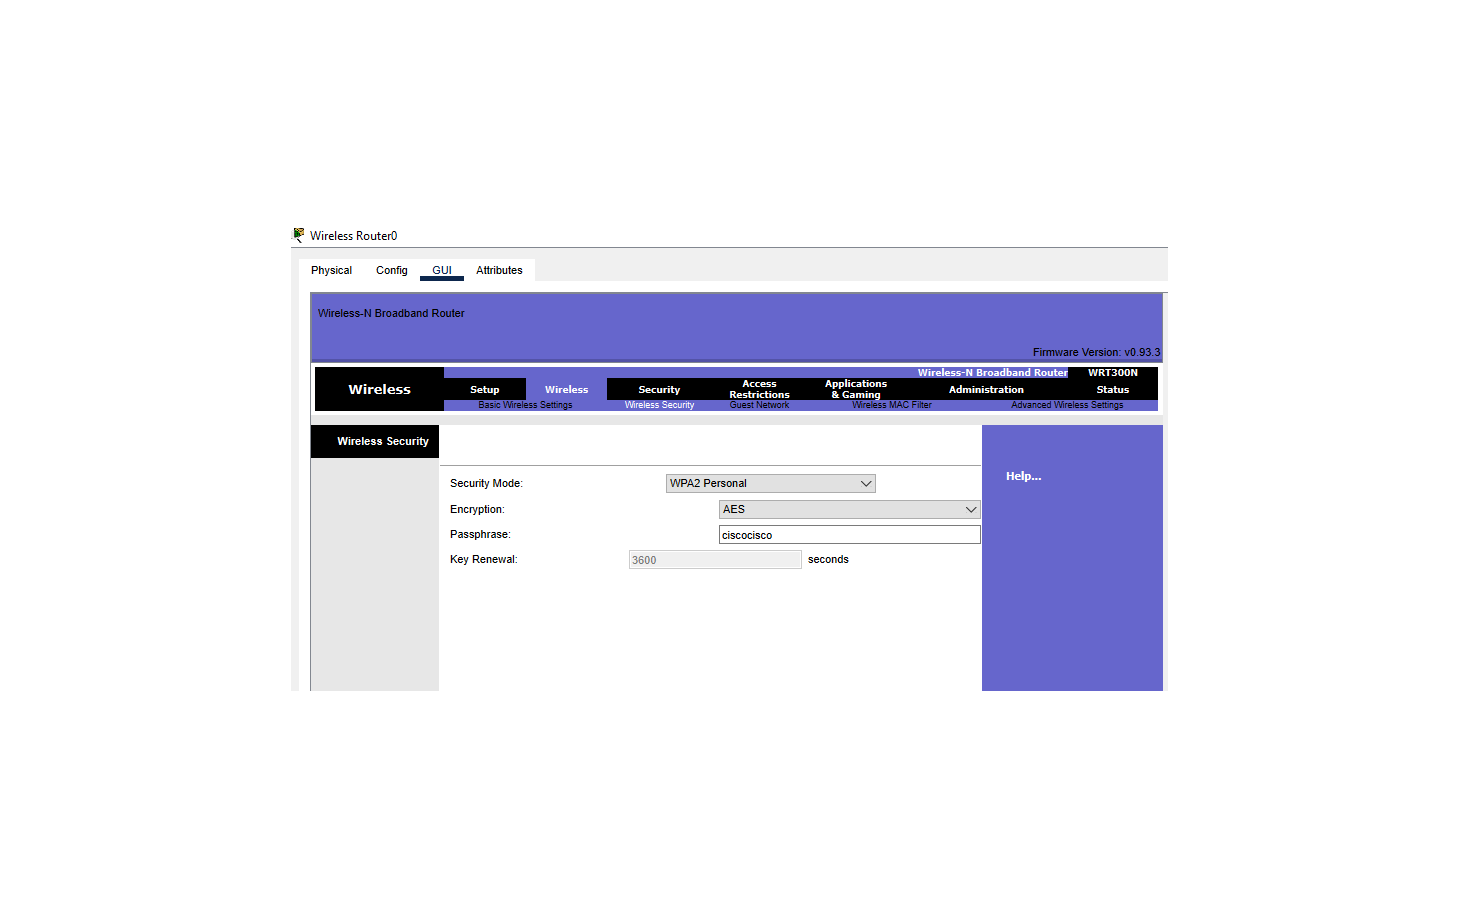 Wireless Router0
Physical Config GUI Attributes
Wireless-N Broadband Router
Firmware Version: v0.93.3
Wireless-N Broadband Router WRT300N
Wireless Setup Wireless Security Access Restrictions Applications & Gaming Administration Status
Basic Wireless Settings Wireless Security Guest Network Wireless MAC Filter Advanced Wireless Settings
Wireless Security
Help...
Security Mode: WPA2 Personal
Encryption: AES
Passphrase: ciscocisco
Key Renewal: 3600 seconds